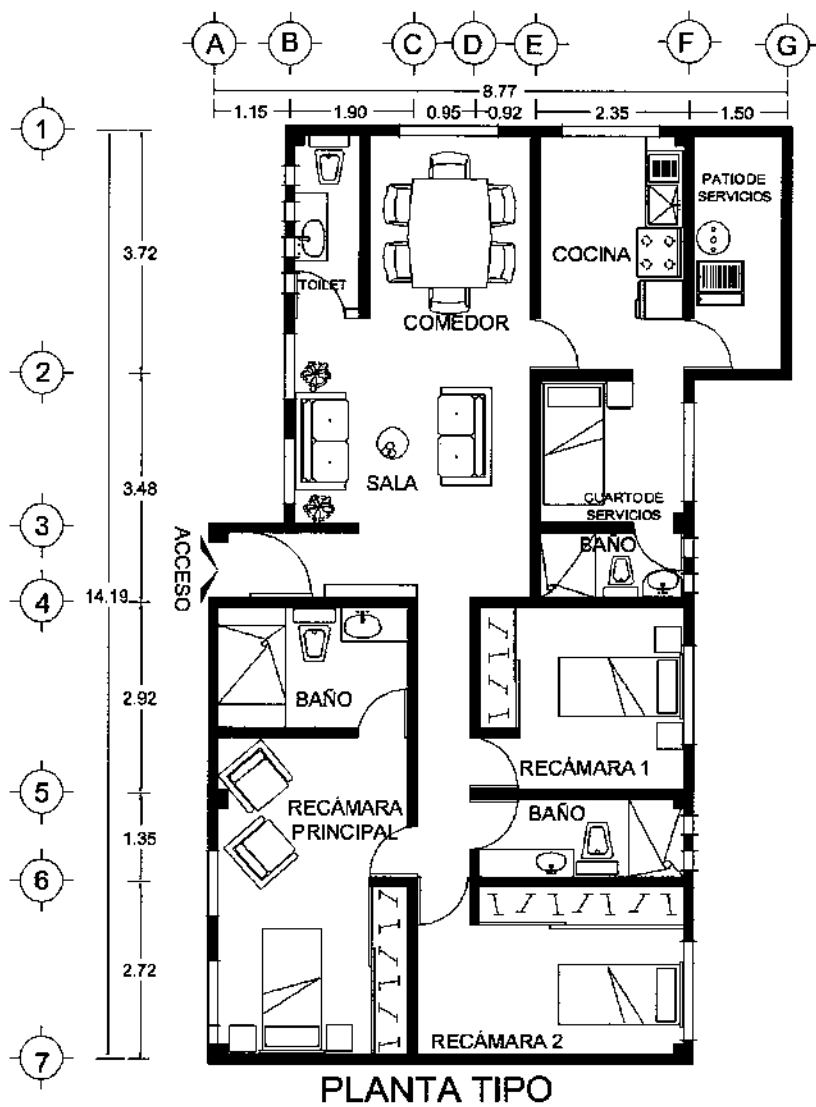 A B C D E F G
8.77
1.15 1.90 0.95 0.92 2.35 1.50
1
PATIO DE
SERVICIOS
3.72
COCINA
TOILET
COMEDOR
2
3.48
SALA
CUARTO DE
SERVICIOS
3
ACCESO
BAÑO
14.19
4
2.92
BAÑO
RECÁMARA 1
5
RECÁMARA
PRINCIPAL
BAÑO
1.35
6
2.72
RECÁMARA 2
7
PLANTA TIPO